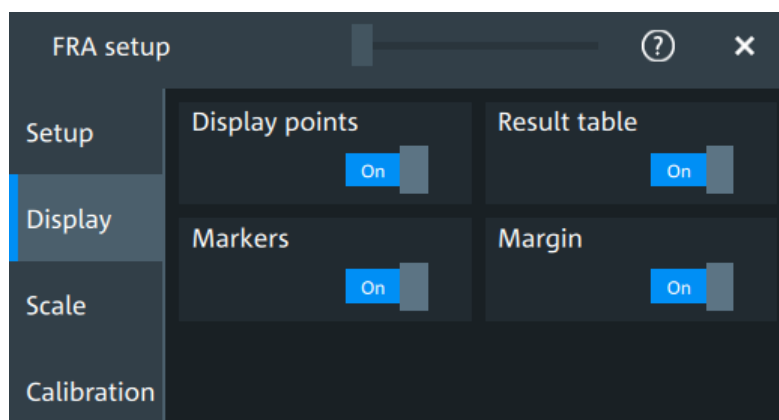 FRA setup
?
Setup
Display points
On
Result table
On
Display
Markers
On
Margin
On
Scale
Calibration